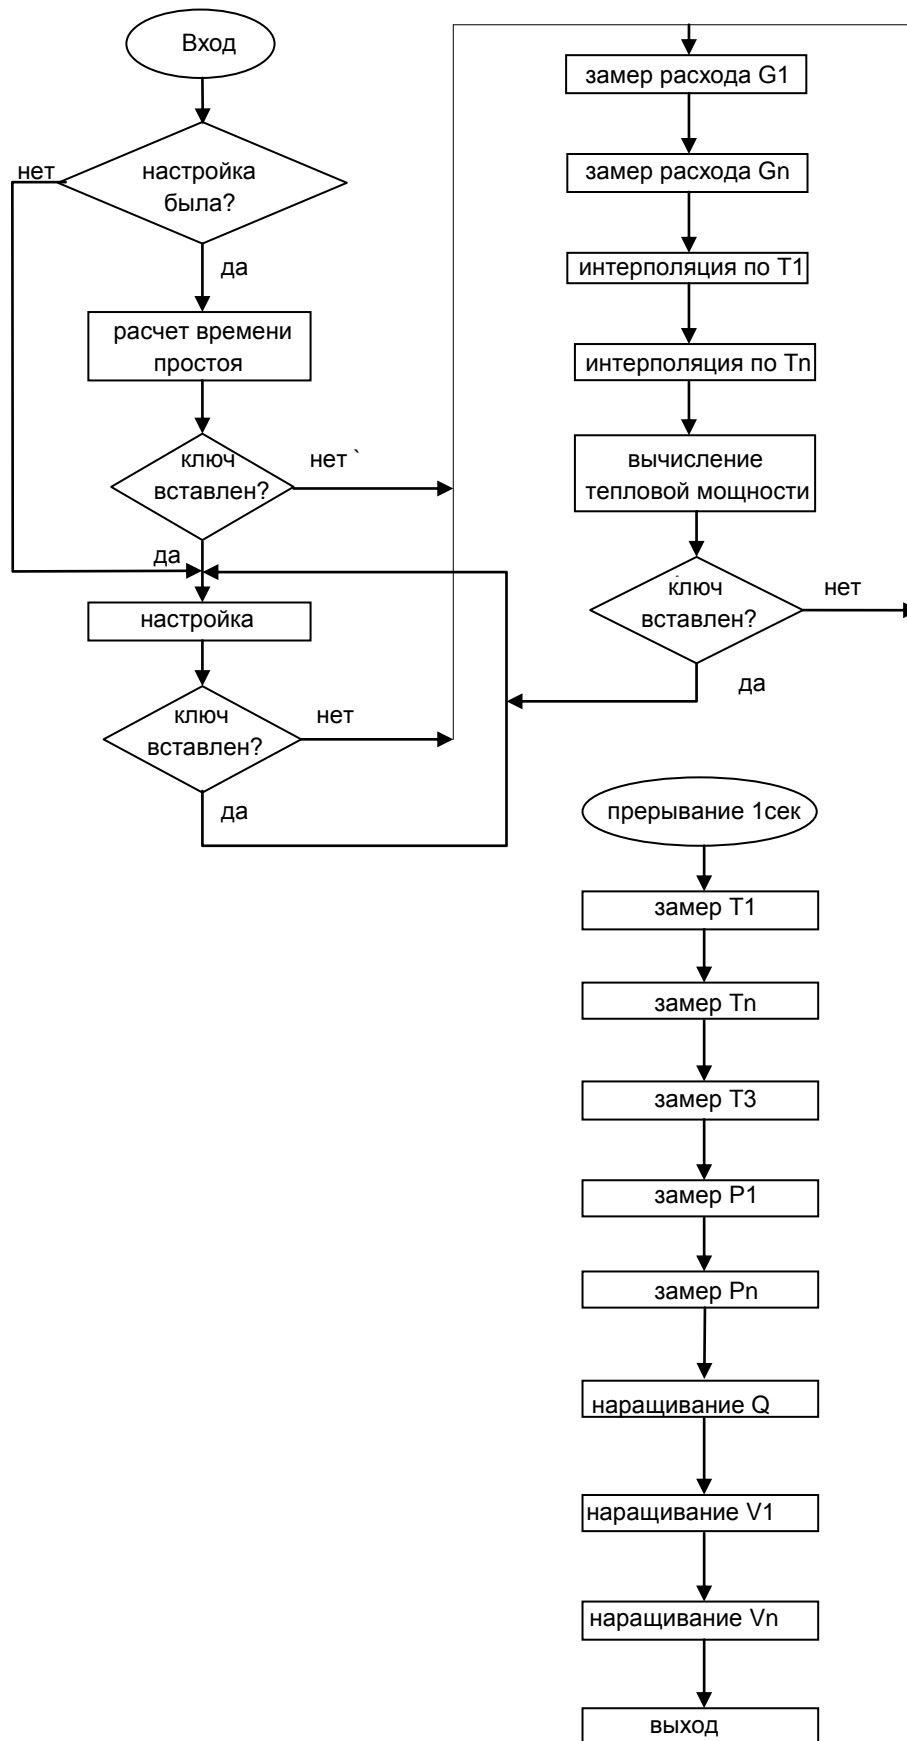 Вход
нет
настройка
была?
да
расчет времени
простоя
ключ
вставлен?
нет `
да
настройка
ключ
вставлен?
нет
да
замер расхода G1
замер расхода Gn
интерполяция по T1
интерполяция по Tn
вычисление
тепловой мощности
ключ
вставлен?
нет
да
прерывание 1сек
замер T1
замер Tn
замер T3
замер P1
замер Pn
наращивание Q
наращивание V1
наращивание Vn
выход